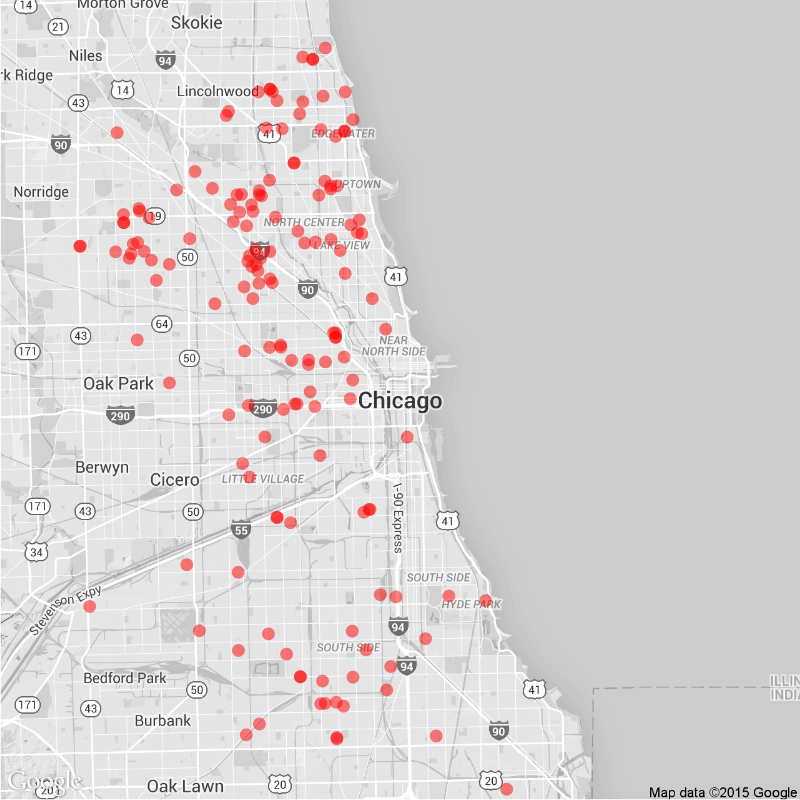 14
Morton Grove
21
Skokie
Niles
94
rk Ridge
14
Lincolnwood
43
41
EDGEWATER
90
Norridge
UPTOWN
19
NORTH CENTER
LAKE VIEW
94
50
41
90
64
43
NEAR
NORTH SIDE
171
50
Oak Park
290
290
Chicago
Berwyn
Cicero
LITTLE VILLAGE
171
43
50
I-90 Express
41
55
34
SOUTH SIDE
HYDE PARK
Stevenson Expy
94
SOUTH SIDE
94
Bedford Park
50
41
ILLIN
INDIA
171
43
Burbank
90
Google
20
Oak Lawn
20
20
Map data ©2015 Google